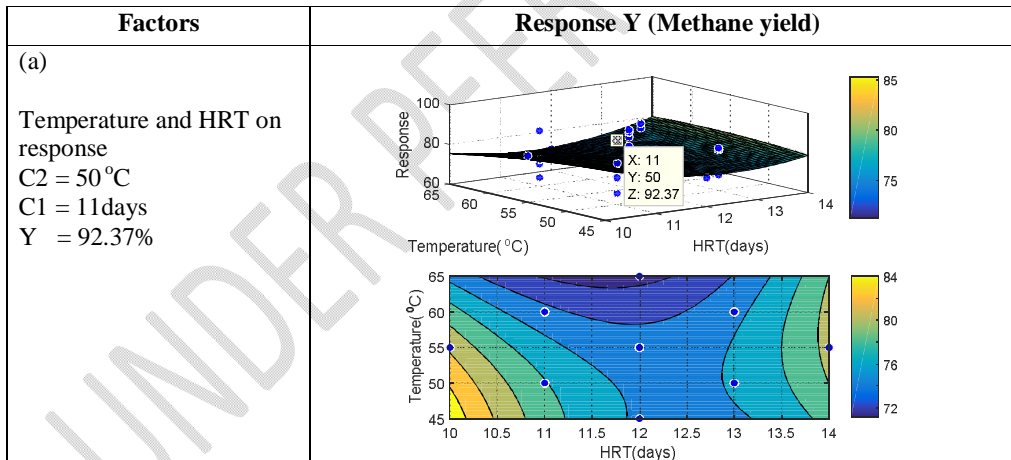 Factors
Response Y (Methane yield)
(a)
Temperature and HRT on
response
C2 = 50 °C
C1 = 11days
Y = 92.37%
100
80
60
Response
65
60
55
50
45
Temperature( °C)
10
11
12
13
14
HRT(days)
X: 11
Y: 50
Z: 92.37
85
80
75
65
60
55
50
45
Temperature(°C)
10
10.5
11
11.5
12
12.5
13
13.5
14
HRT(days)
84
80
76
72
UNDER PEER